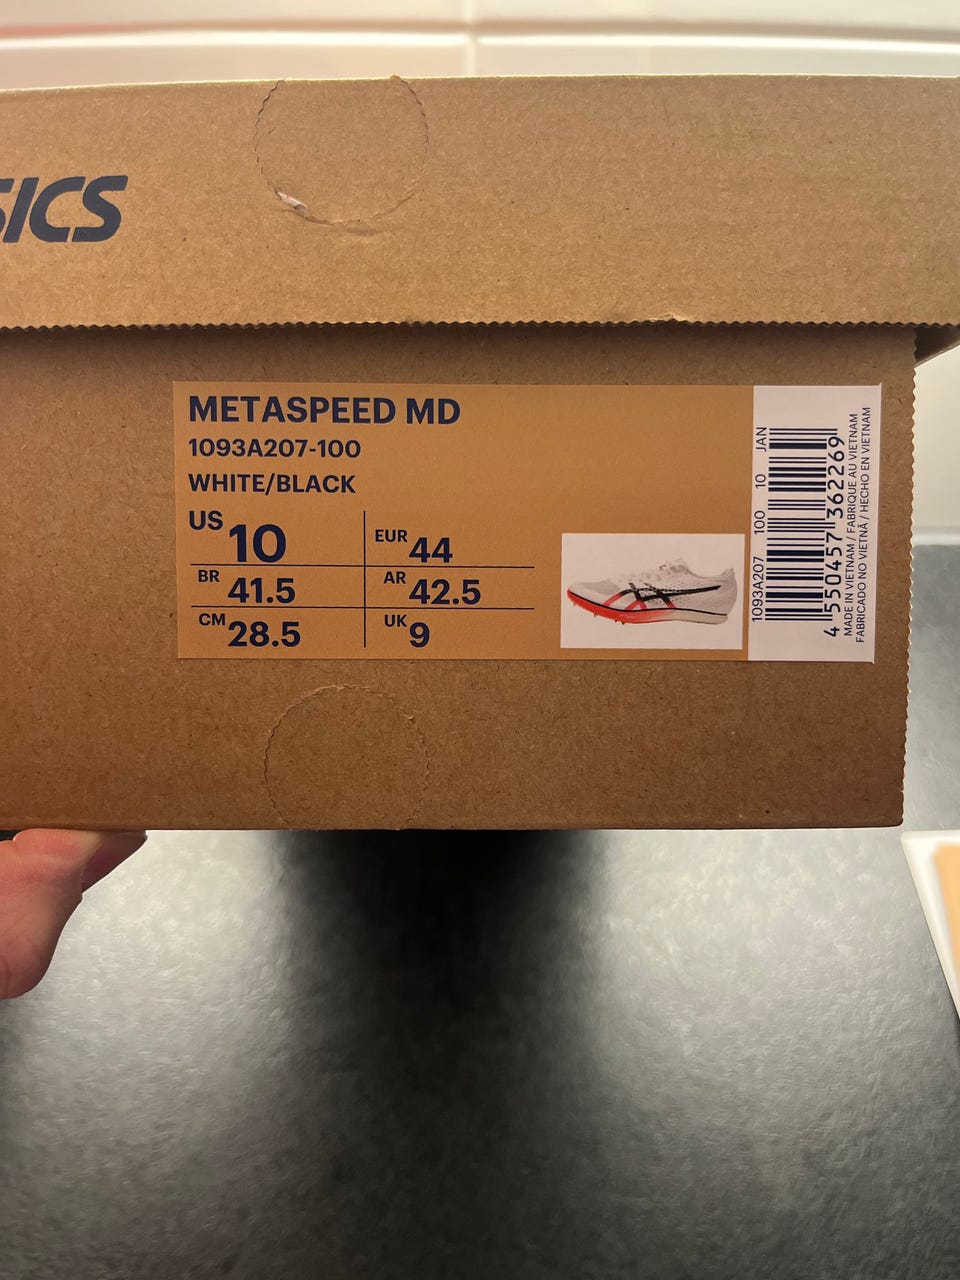 SICS
METASPEED MD
1093A207-100
WHITE/BLACK
US 10
EUR 44
BR 41.5
AR 42.5
CM 28.5
UK 9
1093A207 100 10 JAN
4 550457 362269
MADE IN VIETNAM / FABRIQUE AU VIETNAM
FABRICADO NO VIETNÃ / HECHO EN VIETNAM